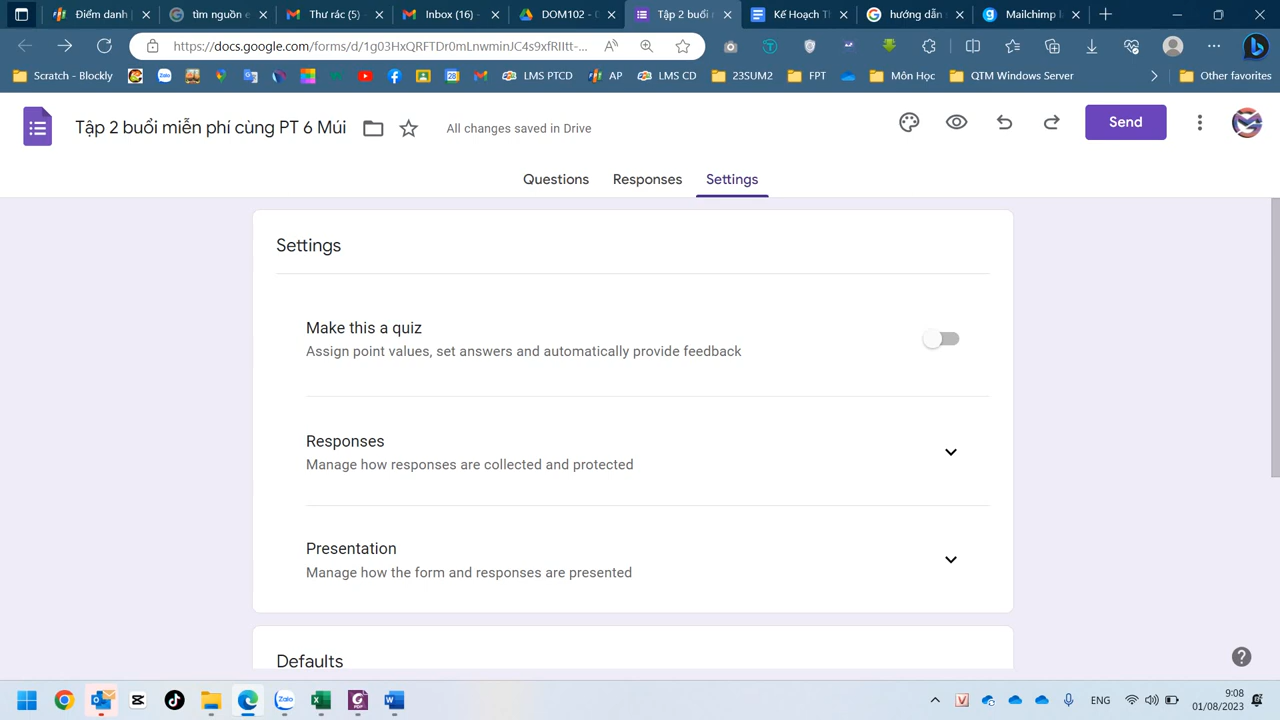 Điểm danh
tìm nguồn e
Thư rác (5) -
Inbox (16) -
DOM102 - 0
Tập 2 buổi
Kế Hoạch Th
hướng dẫn
Mailchimp l
https://docs.google.com/forms/d/1g03HxQRFTDr0mLnwminJC4s9xfRIItt-...
Scratch - Blockly
LMS PTCD
AP
LMS CD
23SUM2
FPT
Môn Học
QTM Windows Server
Other favorites
Tập 2 buổi miễn phí cùng PT 6 Múi
All changes saved in Drive
Send
Questions
Responses
Settings
Settings
Make this a quiz
Assign point values, set answers and automatically provide feedback
Responses
Manage how responses are collected and protected
Presentation
Manage how the form and responses are presented
Defaults
ENG
9:08
01/08/2023